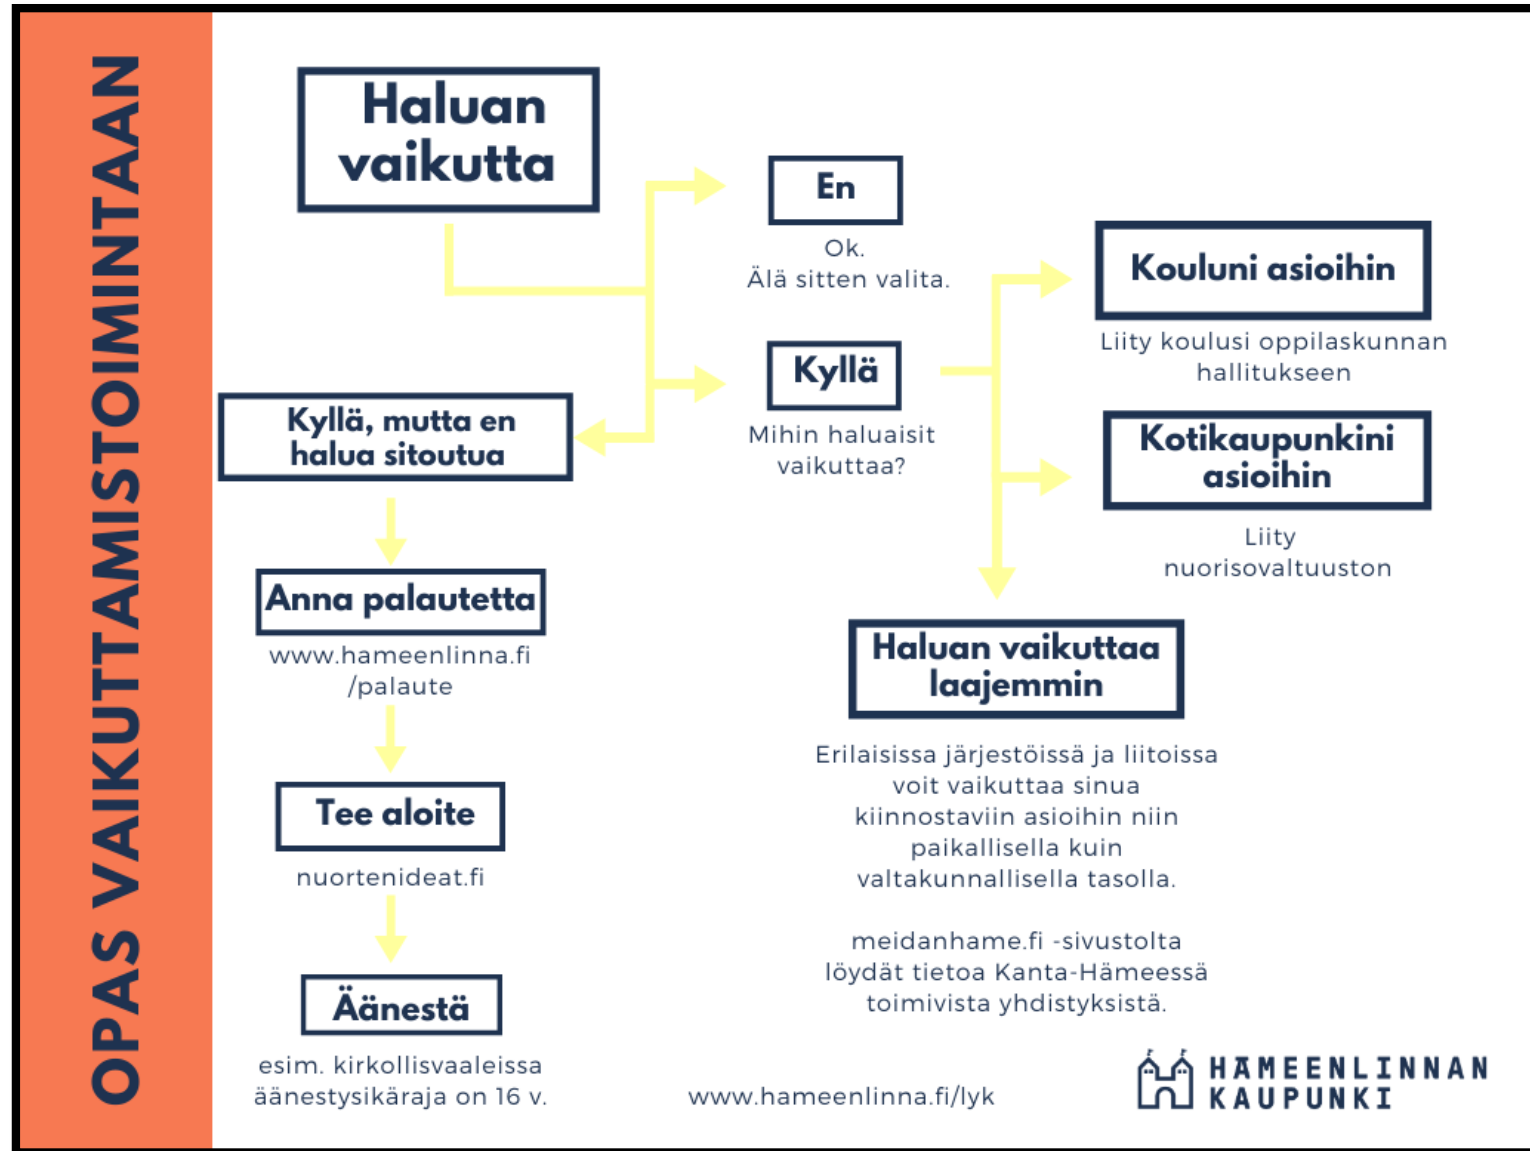 OPAS VAIKUTTAMISTOIMINTAAN
Haluan
vaikutta
En
Ok.
Älä sitten valita.
Kyllä
Mihin haluaisit
vaikuttaa?
Kouluni asioihin
Liity koulusi oppilaskunnan
hallitukseen
Kotikaupunkini
asioihin
Liity
nuorisovaltuuston
Haluan vaikuttaa
laajemmin
Erilaisissa järjestöissä ja liitoissa
voit vaikuttaa sinua
kiinnostaviin asioihin niin
paikallisella kuin
valtakunnallisella tasolla.
meidanhame.fi -sivustolta
löydät tietoa Kanta-Hämeessä
toimivista yhdistyksistä.
Kyllä, mutta en
halua sitoutua
Anna palautetta
www.hameenlinna.fi
/palaute
Tee aloite
nuortenideat.fi
Äänestä
esim. kirkollisvaaleissa
äänestysikäraja on 16 v.
www.hameenlinna.fi/lyk
HÄMEENLINNAN
KAUPUNKI